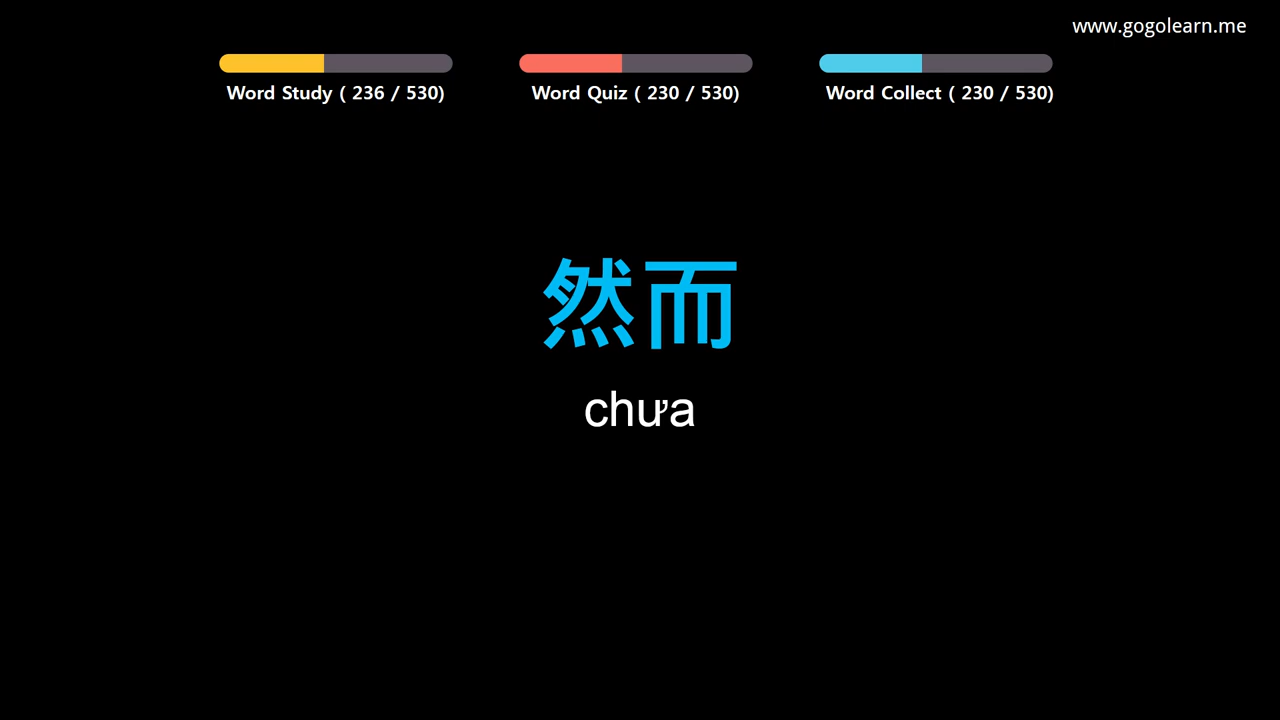 www.gogolearn.me
Word Study ( 236 / 530)
Word Quiz ( 230 / 530)
Word Collect ( 230 / 530)
然而
chưa